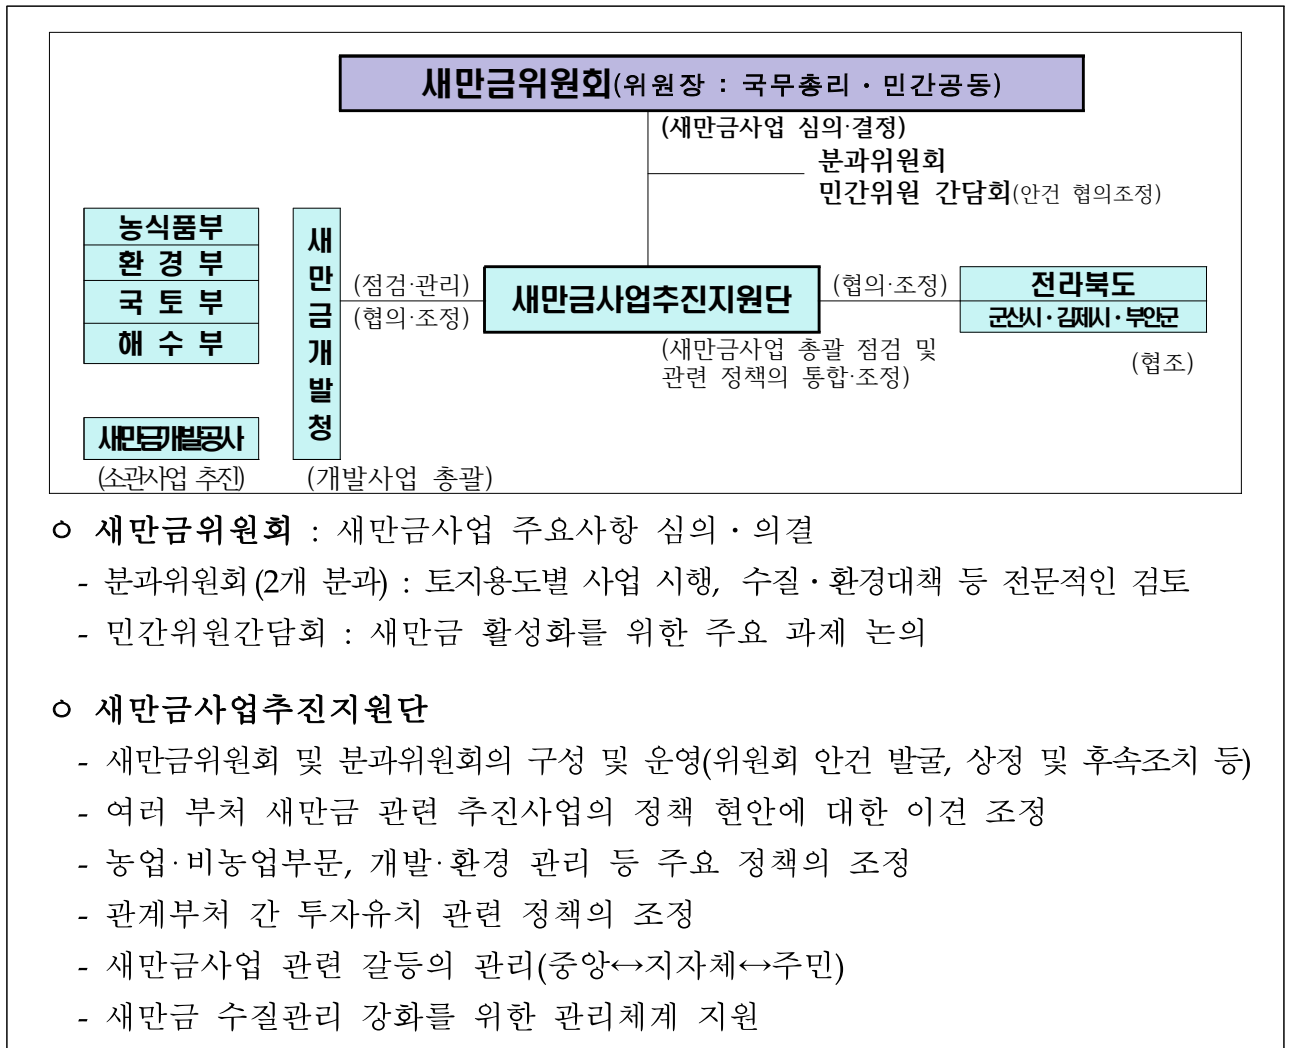 새만금위원회(위원장 : 국무총리・민간공동)
(새만금사업 심의·결정)
분과위원회
민간위원 간담회(안건 협의조정)
농식품부
환 경 부
국 토 부
해 수 부
새만금개발공사
(소관사업 추진)
새
만
금
개
발
청
(개발사업 총괄)
(점검·관리)
(협의·조정)
새만금사업추진지원단
(새만금사업 총괄 점검 및
관련 정책의 통합·조정)
(협의·조정)
전라북도
군산시・김제시・부안군
(협조)
ㅇ 새만금위원회 : 새만금사업 주요사항 심의・의결
- 분과위원회(2개 분과) : 토지용도별 사업 시행, 수질・환경대책 등 전문적인 검토
- 민간위원간담회 : 새만금 활성화를 위한 주요 과제 논의
ㅇ 새만금사업추진지원단
- 새만금위원회 및 분과위원회의 구성 및 운영(위원회 안건 발굴, 상정 및 후속조치 등)
- 여러 부처 새만금 관련 추진사업의 정책 현안에 대한 이견 조정
- 농업·비농업부문, 개발·환경 관리 등 주요 정책의 조정
- 관계부처 간 투자유치 관련 정책의 조정
- 새만금사업 관련 갈등의 관리(중앙↔지자체↔주민)
- 새만금 수질관리 강화를 위한 관리체계 지원